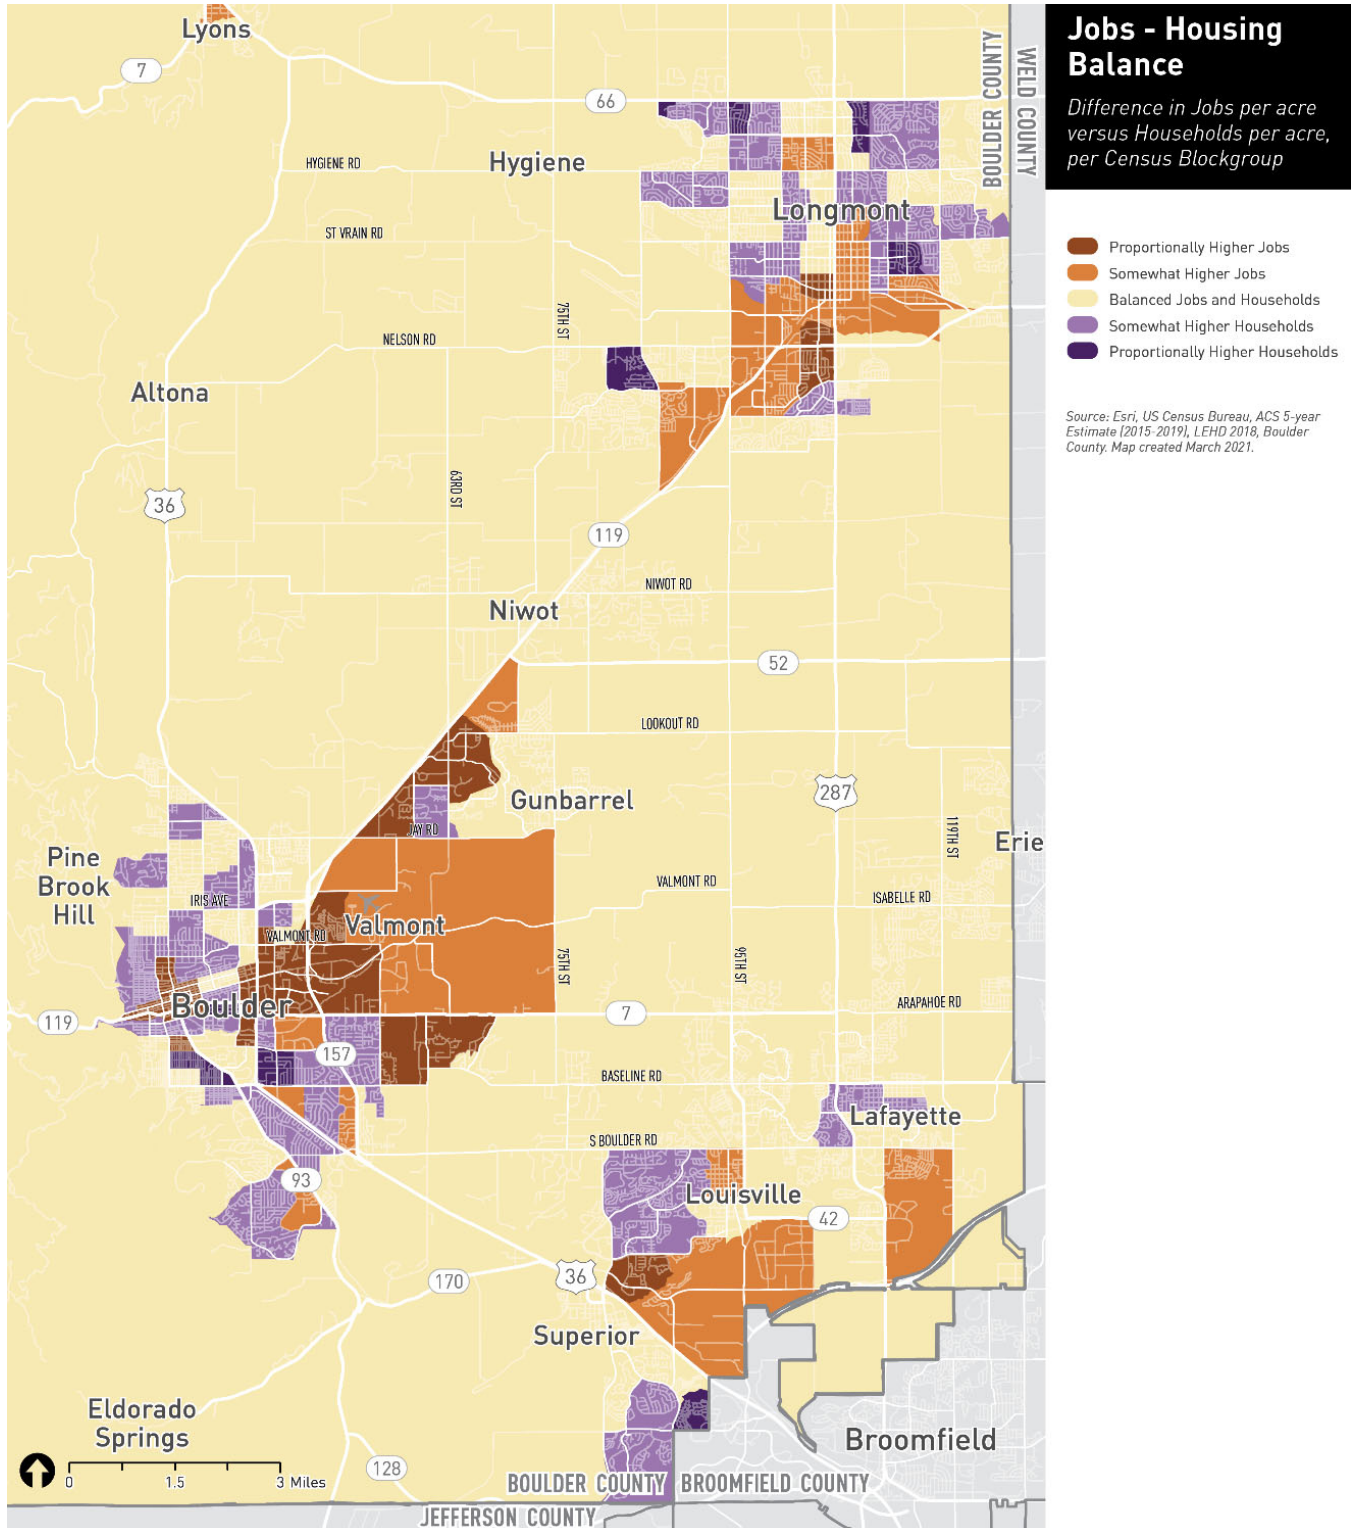 Jobs - Housing
Balance
Difference in Jobs per acre
versus Households per acre,
per Census Blockgroup
Proportionally Higher Jobs
Somewhat Higher Jobs
Balanced Jobs and Households
Somewhat Higher Households
Proportionally Higher Households
Source: Esri, US Census Bureau, ACS 5-year
Estimate (2015-2019), LEHD 2018, Boulder
County. Map created March 2021.
Lyons
7
66
BOULDER COUNTY
WELD COUNTY
HYGIENE RD
Hygiene
Longmont
ST VRAIN RD
75TH ST
NELSON RD
Altona
63RD ST
36
119
NIWOT RD
Niwot
52
LOOKOUT RD
287
Gunbarrel
JAY RD
119TH ST
Erie
Pine
Brook
Hill
VALMONT RD
ISABELLE RD
IRIS AVE
Valmont
VALMONT RD
75TH ST
95TH ST
Boulder
ARAPAHOE RD
119
7
157
BASELINE RD
Lafayette
S BOULDER RD
93
Louisville
42
170
36
Superior
Eldorado
Springs
Broomfield
0
1.5
3 Miles
128
BOULDER COUNTY
BROOMFIELD COUNTY
JEFFERSON COUNTY